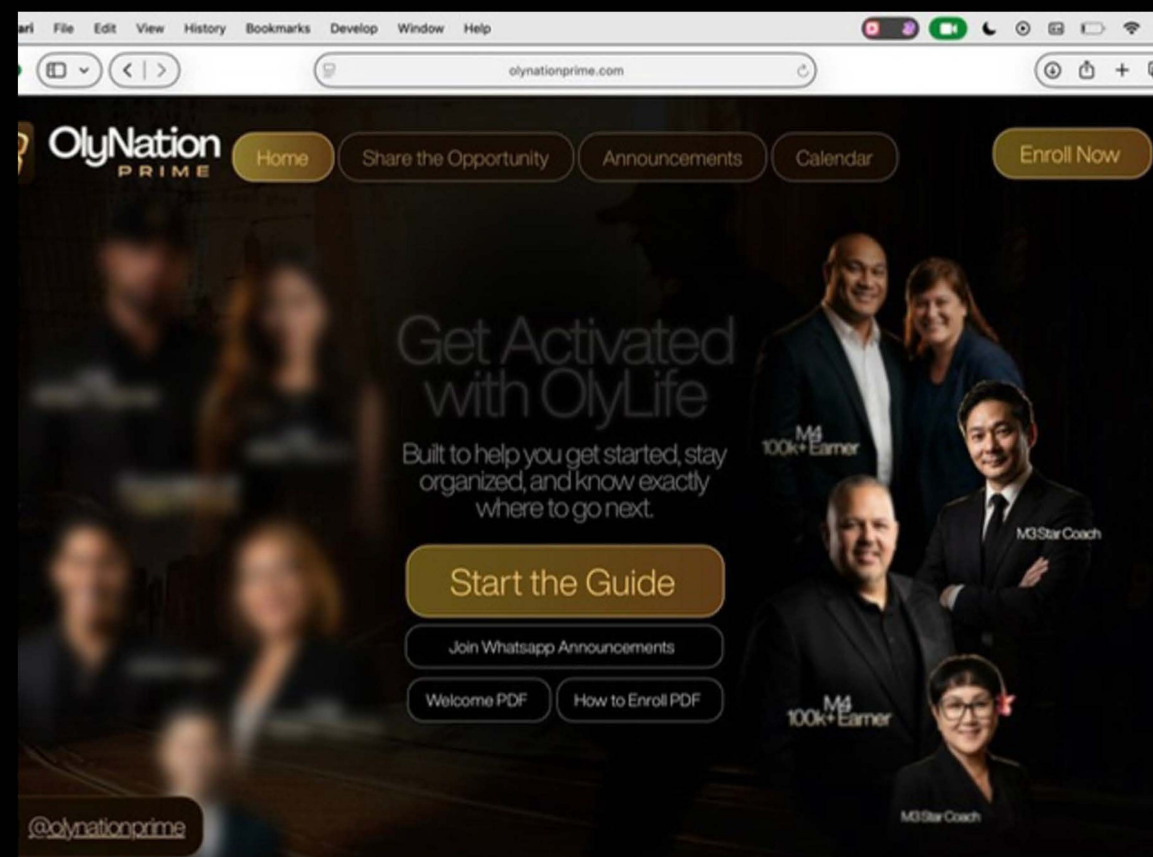 File Edit View History Bookmarks Develop Window Help
olynationprime.com
OlyNation
PRIME
Home
Share the Opportunity
Announcements
Calendar
Enroll Now
Get Activated
with OlyLife
Built to help you get started, stay
organized, and know exactly
where to go next.
Start the Guide
Join Whatsapp Announcements
Welcome PDF
How to Enroll PDF
M4
100k+ Earner
M3 Star Coach
M4
100k+ Earner
M3 Star Coach
@olynationprime